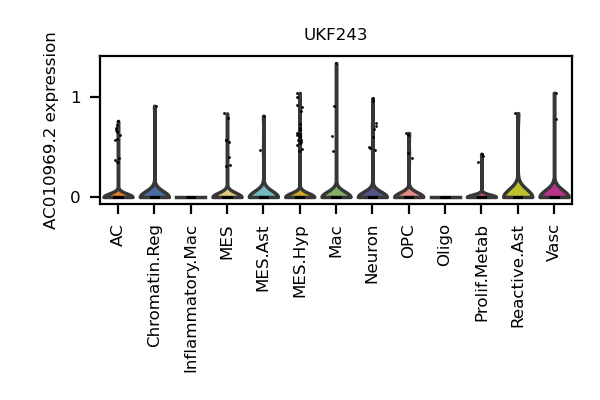 UKF243
AC010969.2 expression
1
0
AC
Chromatin.Reg
Inflammatory.Mac
MES
MES.Ast
MES.Hyp
Mac
Neuron
OPC
Oligo
Prolif.Metab
Reactive.Ast
Vasc